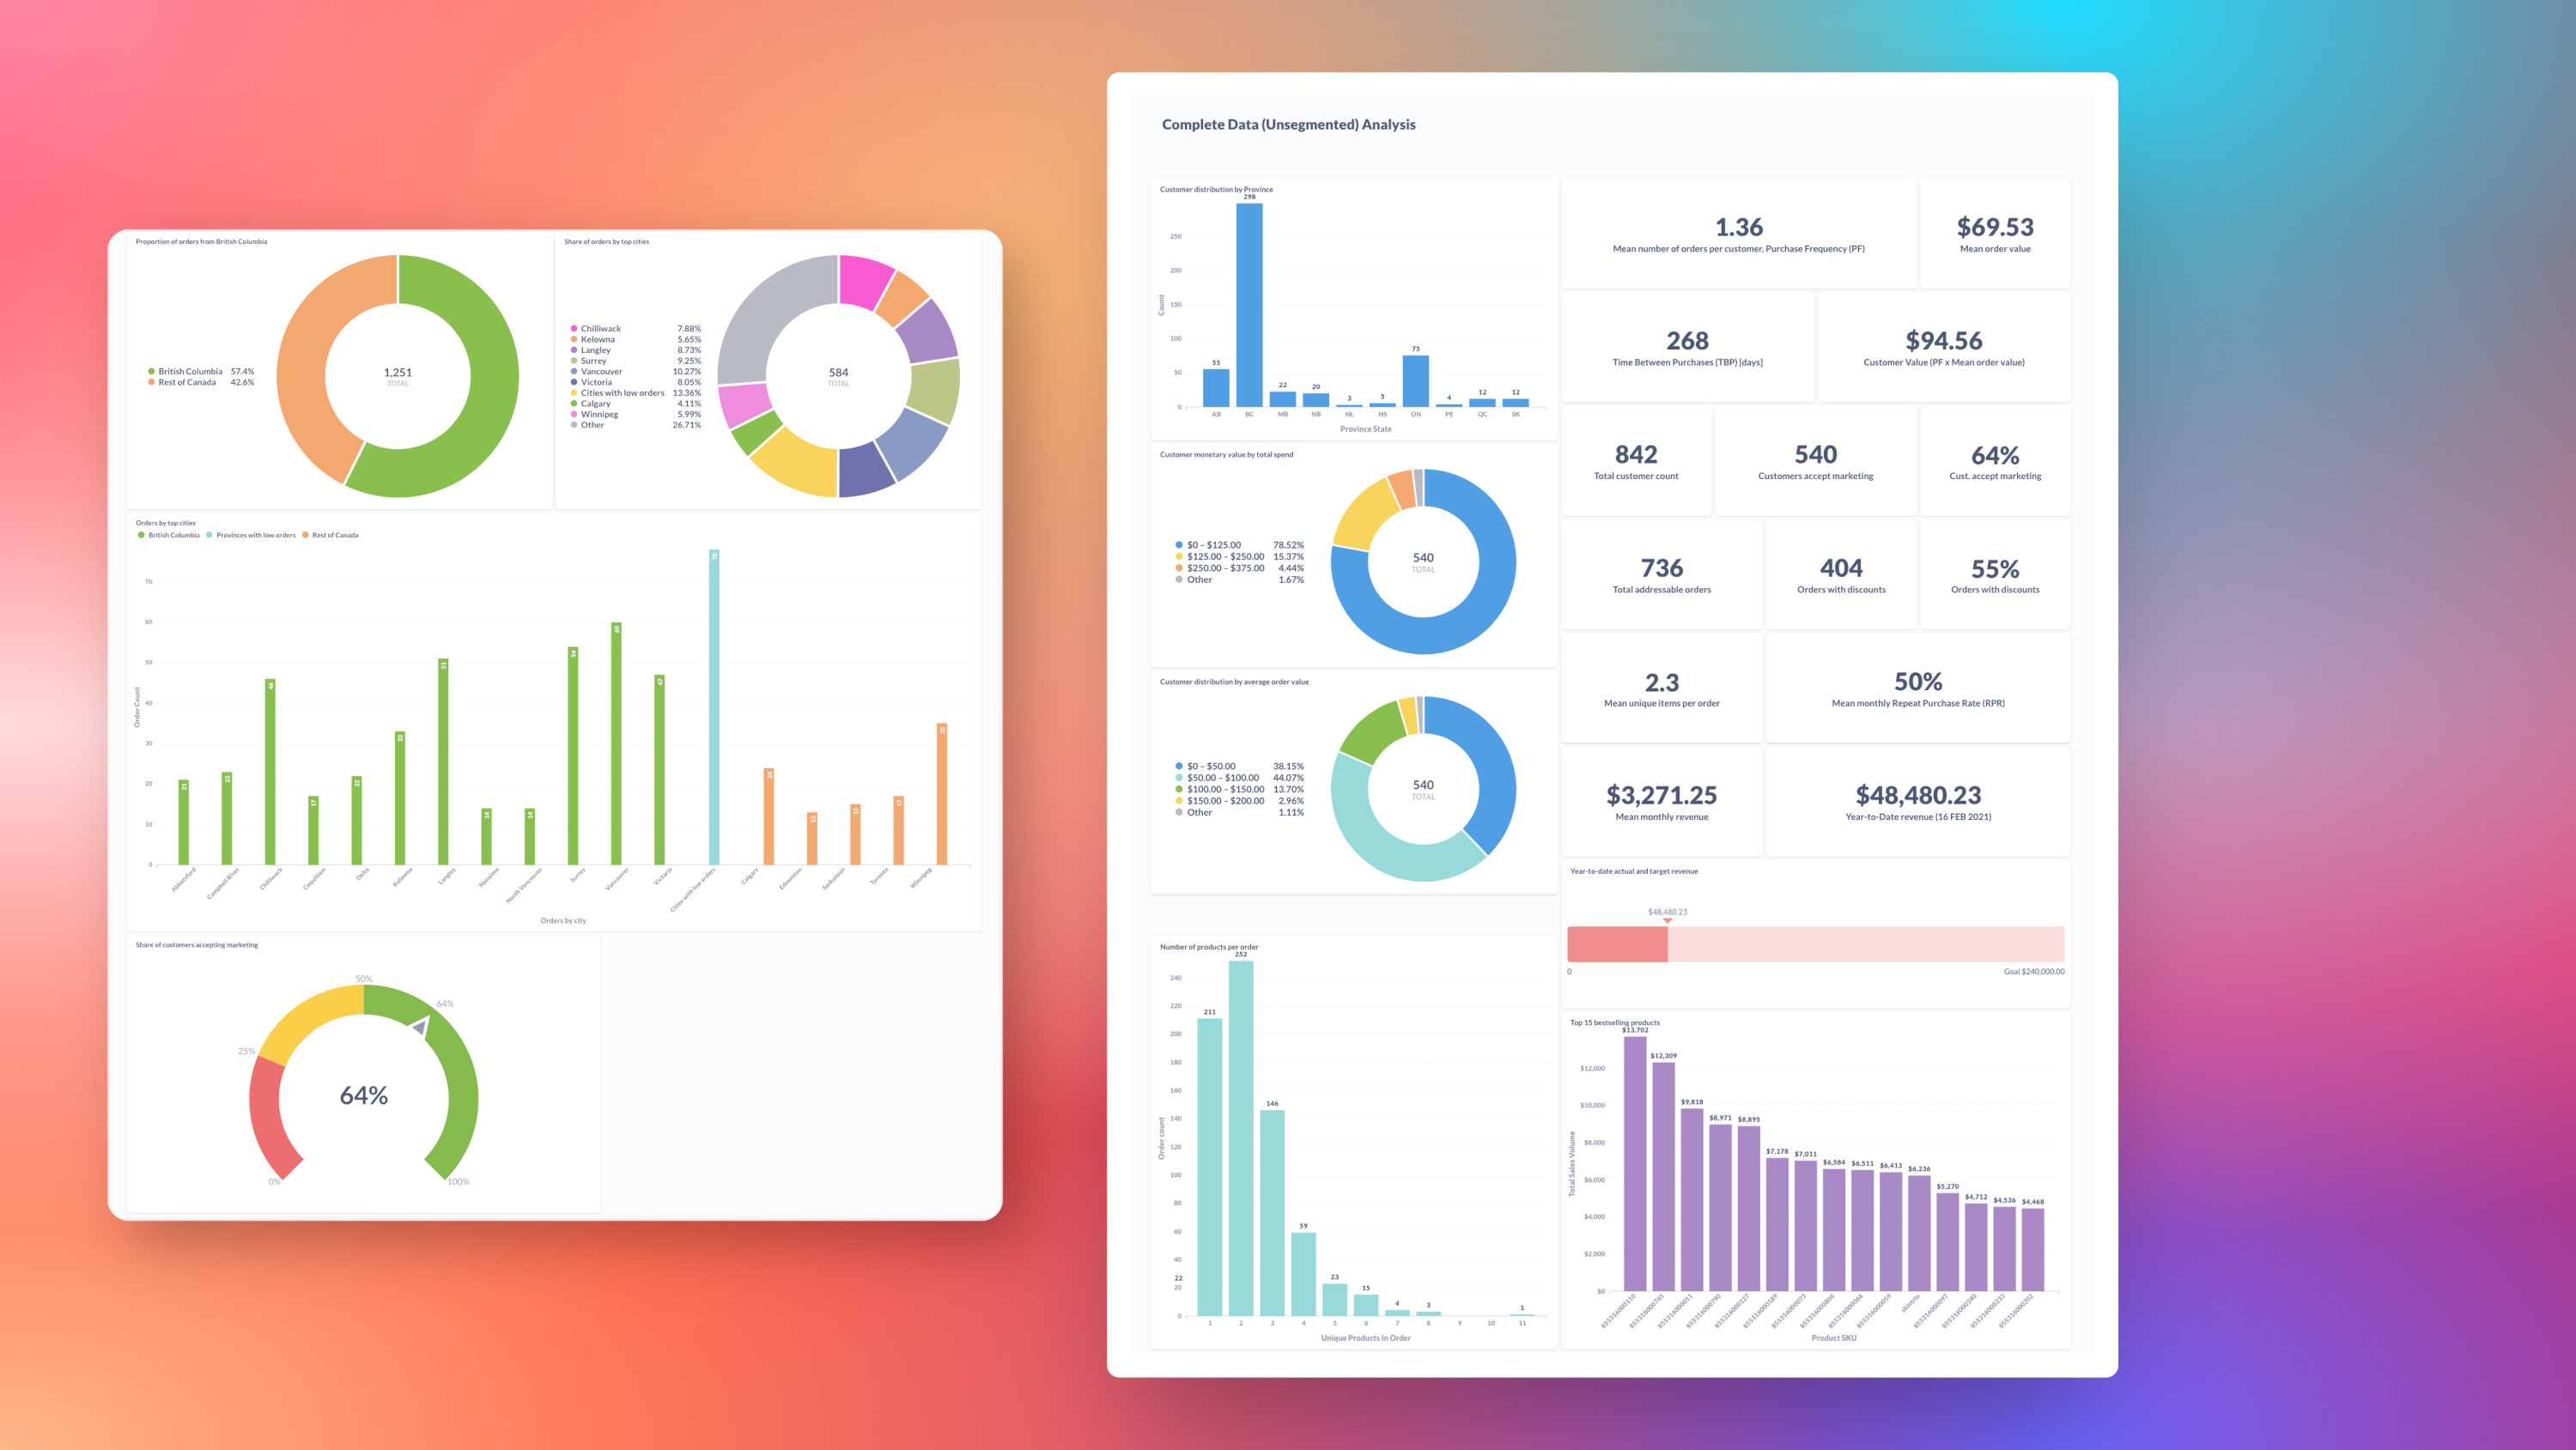 Proportion of orders from British Columbia
British Columbia 57.4%
Rest of Canada 42.6%
1,251
TOTAL
Share of orders by top cities
Chilliwack 7.88%
Kelowna 5.65%
Langley 8.73%
Surrey 9.25%
Vancouver 10.27%
Victoria 8.05%
Cities with low orders 13.36%
Calgary 4.11%
Winnipeg 5.99%
Other 26.71%
584
TOTAL
Orders by top cities
British Columbia Provinces with low orders Rest of Canada
Order Count
70
60
50
40
30
20
10
0
21 23 46 17 22 33 51 14 14 54 60 47 78 24 13 15 17 35
Abbotsford Campbell River Chilliwack Coquitlam Delta Kelowna Langley Nanaimo North Vancouver Surrey Vancouver Victoria Cities with low orders Calgary Edmonton Saskatoon Toronto Winnipeg
Orders by city
Share of customers accepting marketing
0%
25%
50%
64%
100%
64%
Complete Data (Unsegmented) Analysis
Customer distribution by Province
Count
250
200
150
100
50
0
55 298 22 20 3 5 75 4 12 12
AB BC MB NB NL NS ON PE QC SK
Province State
1.36
Mean number of orders per customer, Purchase Frequency (PF)
$69.53
Mean order value
268
Time Between Purchases (TBP) [days]
$94.56
Customer Value (PF x Mean order value)
Customer monetary value by total spend
$0 – $125.00 78.52%
$125.00 – $250.00 15.37%
$250.00 – $375.00 4.44%
Other 1.67%
540
TOTAL
842
Total customer count
540
Customers accept marketing
64%
Cust. accept marketing
736
Total addressable orders
404
Orders with discounts
55%
Orders with discounts
Customer distribution by average order value
$0 – $50.00 38.15%
$50.00 – $100.00 44.07%
$100.00 – $150.00 13.70%
$150.00 – $200.00 2.96%
Other 1.11%
540
TOTAL
2.3
Mean unique items per order
50%
Mean monthly Repeat Purchase Rate (RPR)
$3,271.25
Mean monthly revenue
$48,480.23
Year-to-Date revenue (16 FEB 2021)
Year-to-date actual and target revenue
$48,480.23
0
Goal $240,000.00
Number of products per order
Order count
240
220
200
180
160
140
120
100
80
60
40
20
0
22 211 252 146 59 23 15 4 3 1
1 2 3 4 5 6 7 8 9 10 11
Unique Products In Order
Top 15 bestselling products
Total Sales Volume
$12,000
$10,000
$8,000
$6,000
$4,000
$2,000
$0
$13,702 $12,309 $9,818 $8,971 $8,895 $7,178 $7,011 $6,584 $6,511 $6,413 $6,236 $5,270 $4,712 $4,536 $4,468
855316000110 855316000745 855316000011 855316000790 855316000127 855316000189 855316000073 855316000806 855316000066 855316000059 skintrio 855316000097 855316000240 855316000233 855316000202
Product SKU